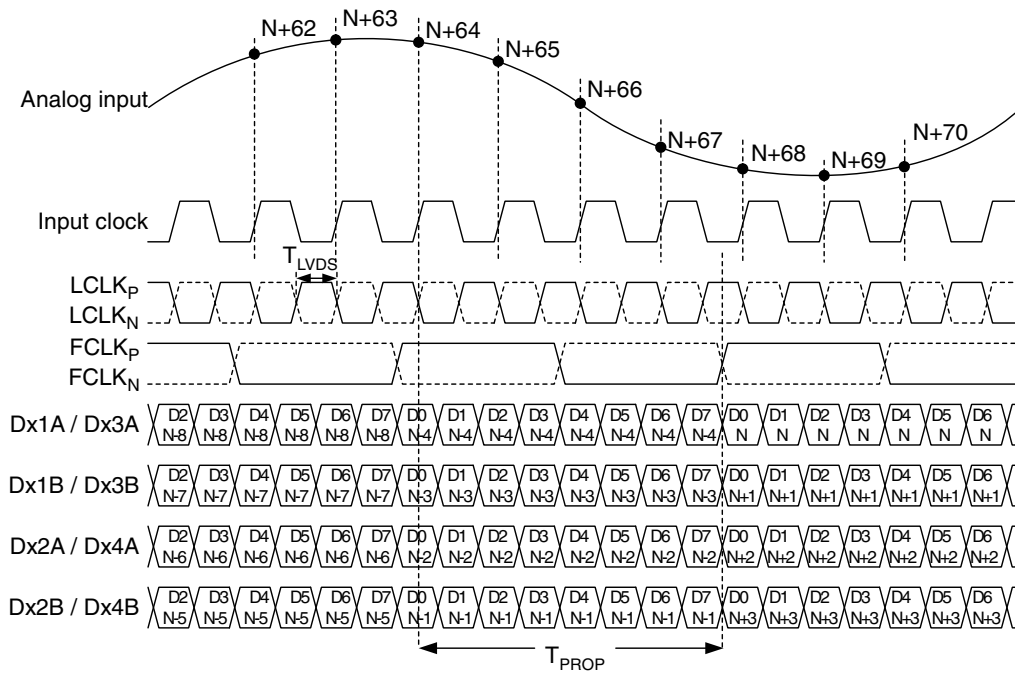 N+62
N+63
N+64
N+65
N+66
N+67
N+68
N+69
N+70
Analog input
Input clock
TLVDS
LCLKP
LCLKN
FCLKP
FCLKN
Dx1A / Dx3A
D2 D3 D4 D5 D6 D7 D0 D1 D2 D3 D4 D5 D6 D7 D0 D1 D2 D3 D4 D5 D6
N-8 N-8 N-8 N-8 N-8 N-8 N-4 N-4 N-4 N-4 N-4 N-4 N-4 N-4 N N N N N N N
Dx1B / Dx3B
D2 D3 D4 D5 D6 D7 D0 D1 D2 D3 D4 D5 D6 D7 D0 D1 D2 D3 D4 D5 D6
N-7 N-7 N-7 N-7 N-7 N-7 N-3 N-3 N-3 N-3 N-3 N-3 N-3 N-3 N+1 N+1 N+1 N+1 N+1 N+1 N+1
Dx2A / Dx4A
D2 D3 D4 D5 D6 D7 D0 D1 D2 D3 D4 D5 D6 D7 D0 D1 D2 D3 D4 D5 D6
N-6 N-6 N-6 N-6 N-6 N-6 N-2 N-2 N-2 N-2 N-2 N-2 N-2 N-2 N+2 N+2 N+2 N+2 N+2 N+2 N+2
Dx2B / Dx4B
D2 D3 D4 D5 D6 D7 D0 D1 D2 D3 D4 D5 D6 D7 D0 D1 D2 D3 D4 D5 D6
N-5 N-5 N-5 N-5 N-5 N-5 N-1 N-1 N-1 N-1 N-1 N-1 N-1 N-1 N+3 N+3 N+3 N+3 N+3 N+3 N+3
TPROP